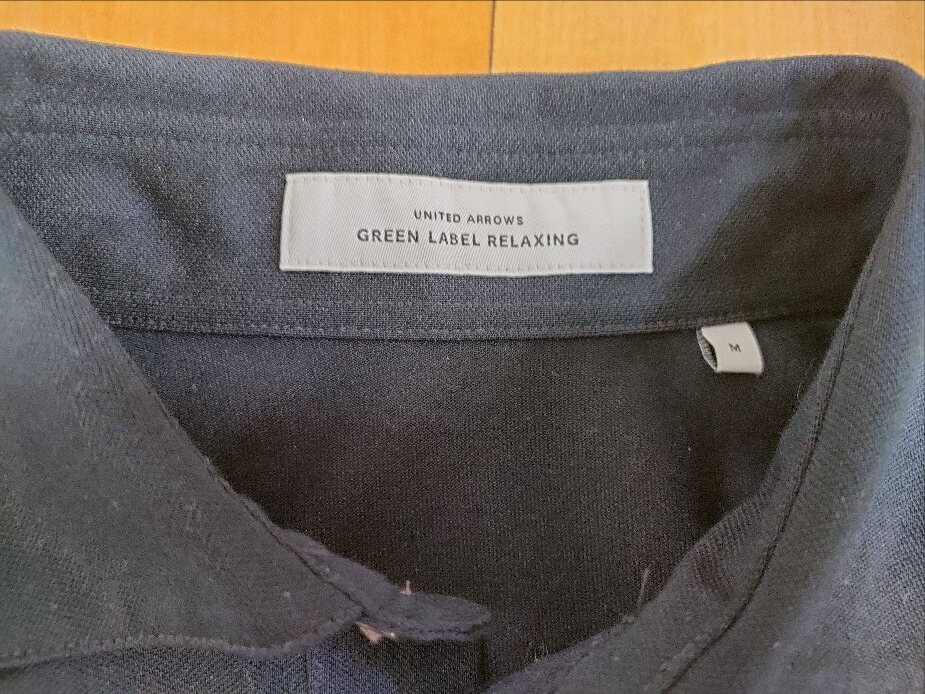 UNITED ARROWS
GREEN LABEL RELAXING
M